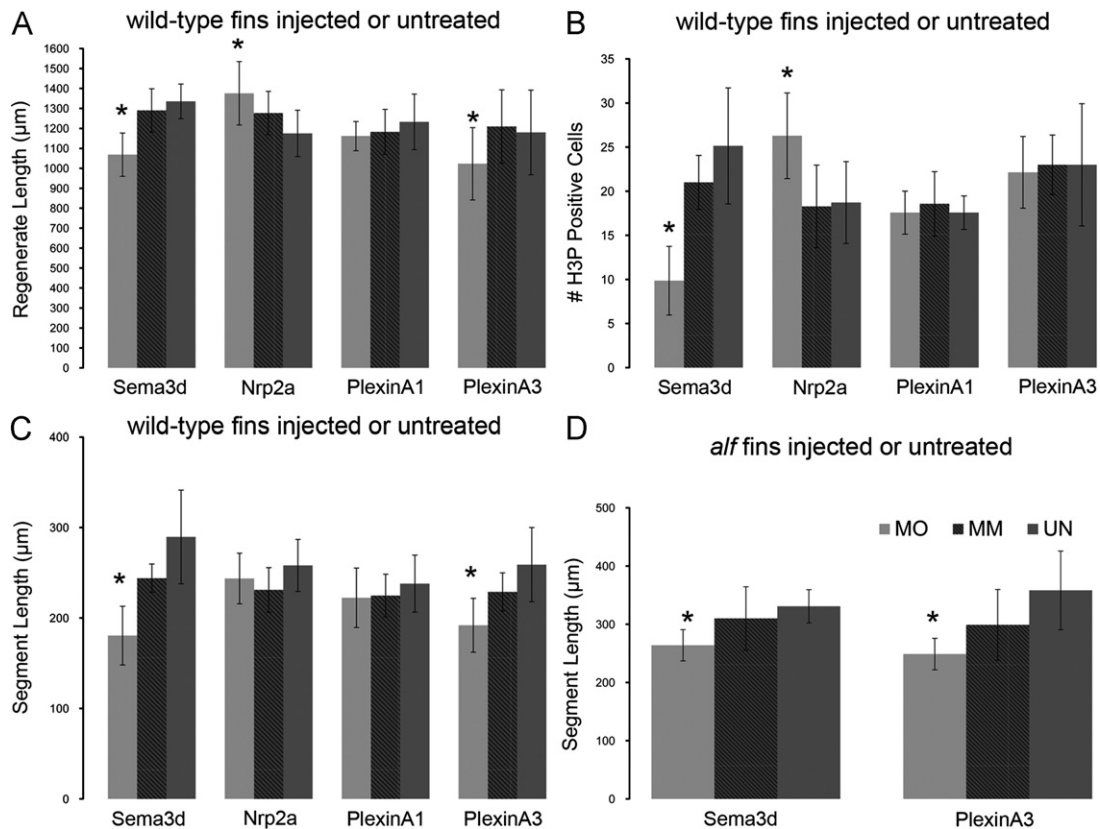 A
wild-type fins injected or untreated
Regenerate Length (µm)
1600
1500
1400
1300
1200
1100
1000
900
800
700
600
500
400
300
200
100
0
*
*
*
Sema3d Nrp2a PlexinA1 PlexinA3
B
wild-type fins injected or untreated
# H3P Positive Cells
35
30
25
20
15
10
5
0
*
*
Sema3d Nrp2a PlexinA1 PlexinA3
C
wild-type fins injected or untreated
Segment Length (µm)
400
300
200
100
0
*
*
Sema3d Nrp2a PlexinA1 PlexinA3
D
alf fins injected or untreated
Segment Length (µm)
500
400
300
200
100
0
MO MM UN
*
*
Sema3d PlexinA3